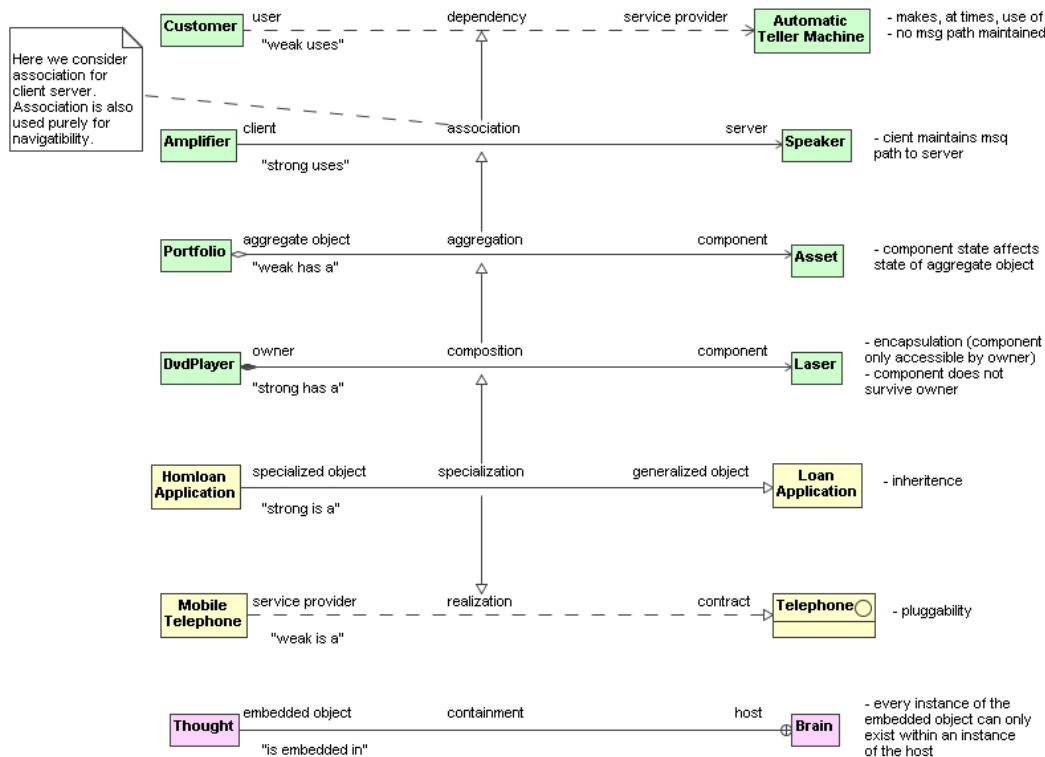 Customer
user
dependency
service provider
Automatic
Teller Machine
- makes, at times, use of
- no msg path maintained
"weak uses"
Here we consider
association for
client server.
Association is also
used purely for
navigatibility.
Amplifier
client
association
server
Speaker
- cient maintains msq
path to server
"strong uses"
Portfolio
aggregate object
aggregation
component
Asset
- component state affects
state of aggregate object
"weak has a"
DvdPlayer
owner
composition
component
Laser
- encapsulation (component
only accessible by owner)
- component does not
survive owner
"strong has a"
Homloan
Application
specialized object
specialization
generalized object
Loan
Application
- inheritence
"strong is a"
Mobile
Telephone
service provider
realization
contract
Telephone
- pluggability
"weak is a"
Thought
embedded object
containment
host
Brain
- every instance of the
embedded object can only
exist within an instance
of the host
"is embedded in"